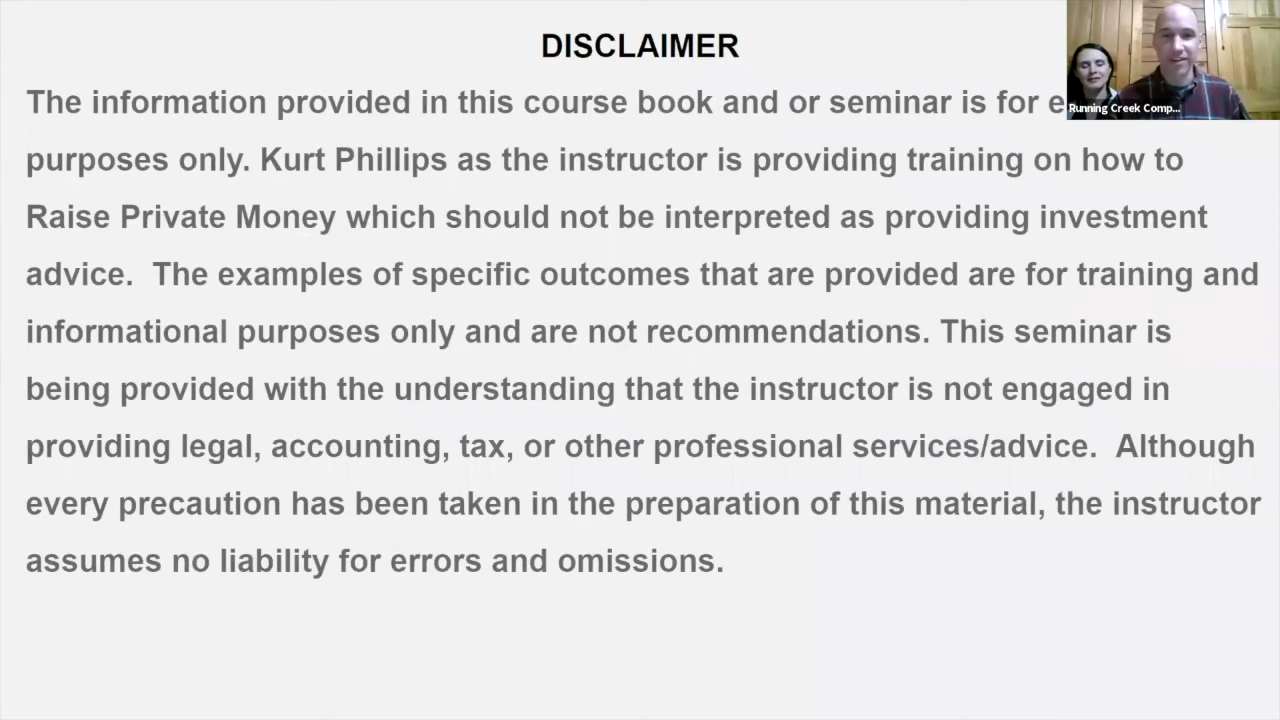 DISCLAIMER
The information provided in this course book and or seminar is for e
purposes only. Kurt Phillips as the instructor is providing training on how to
Raise Private Money which should not be interpreted as providing investment
advice.  The examples of specific outcomes that are provided are for training and
informational purposes only and are not recommendations. This seminar is
being provided with the understanding that the instructor is not engaged in
providing legal, accounting, tax, or other professional services/advice.  Although
every precaution has been taken in the preparation of this material, the instructor
assumes no liability for errors and omissions.
Running Creek Comp...